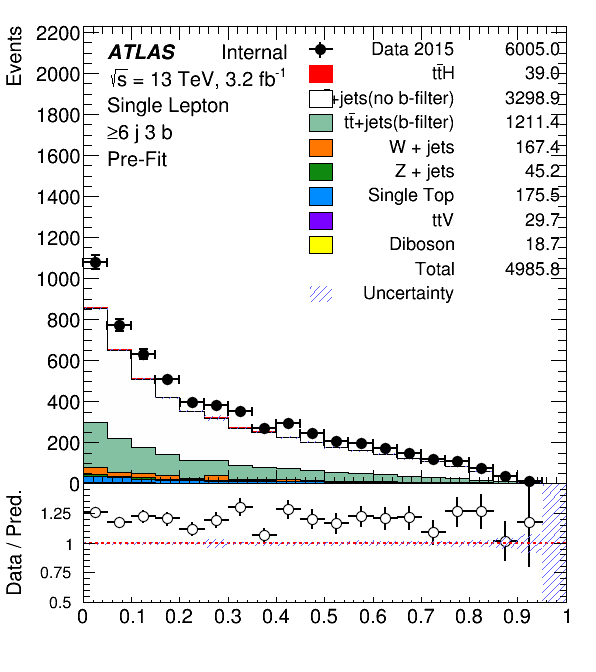 ATLAS Internal
√s = 13 TeV, 3.2 fb-1
Single Lepton
≥6 j 3 b
Pre-Fit
Data 2015 6005.0
tt̄H 39.0
+jets(no b-filter) 3298.9
tt̄+jets(b-filter) 1211.4
W + jets 167.4
Z + jets 45.2
Single Top 175.5
ttV 29.7
Diboson 18.7
Total 4985.8
Uncertainty
Events
2200
2000
1800
1600
1400
1200
1000
800
600
400
200
0
Data / Pred.
1.25
1
0.75
0.5
0 0.1 0.2 0.3 0.4 0.5 0.6 0.7 0.8 0.9 1